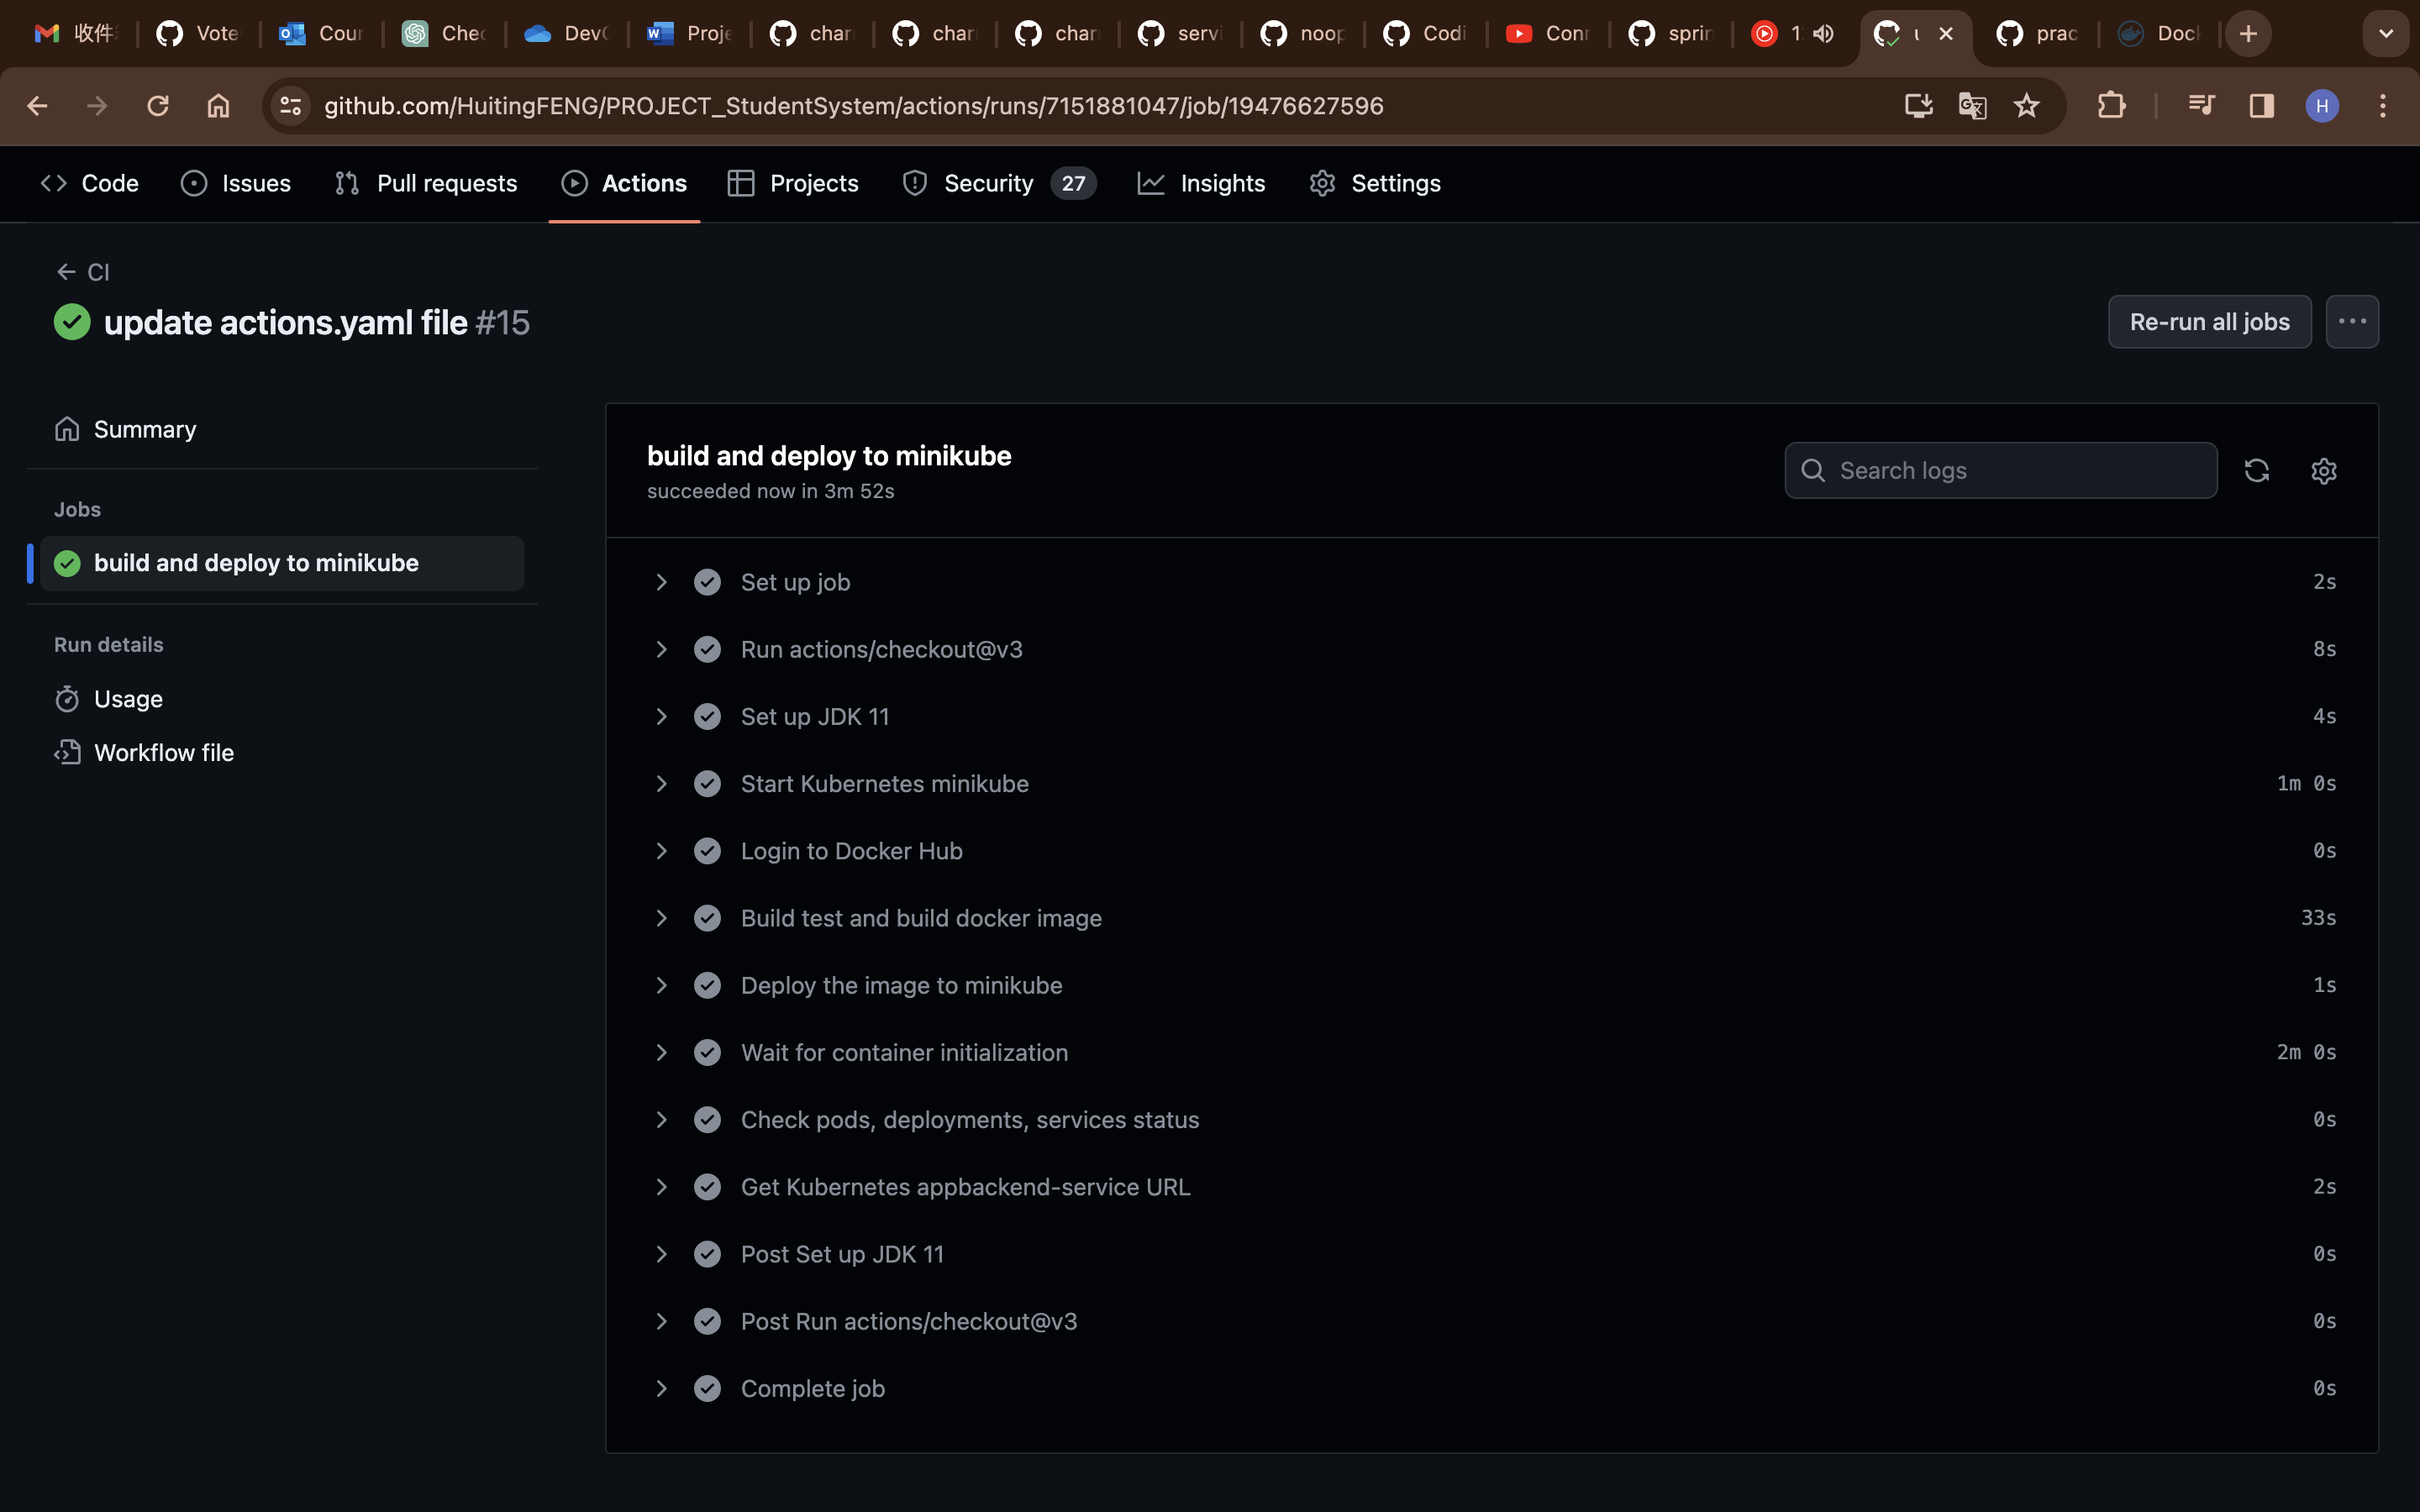 收件
Vote
Cour
Chec
Dev
Proje
char
char
char
servi
noop
Codi
Conr
sprin
prac
Dock
github.com/HuitingFENG/PROJECT_StudentSystem/actions/runs/7151881047/job/19476627596
H
Code
Issues
Pull requests
Actions
Projects
Security 27
Insights
Settings
CI
update actions.yaml file #15
Re-run all jobs
Summary
Jobs
build and deploy to minikube
Run details
Usage
Workflow file
build and deploy to minikube
succeeded now in 3m 52s
Search logs
Set up job 2s
Run actions/checkout@v3 8s
Set up JDK 11 4s
Start Kubernetes minikube 1m 0s
Login to Docker Hub 0s
Build test and build docker image 33s
Deploy the image to minikube 1s
Wait for container initialization 2m 0s
Check pods, deployments, services status 0s
Get Kubernetes appbackend-service URL 2s
Post Set up JDK 11 0s
Post Run actions/checkout@v3 0s
Complete job 0s